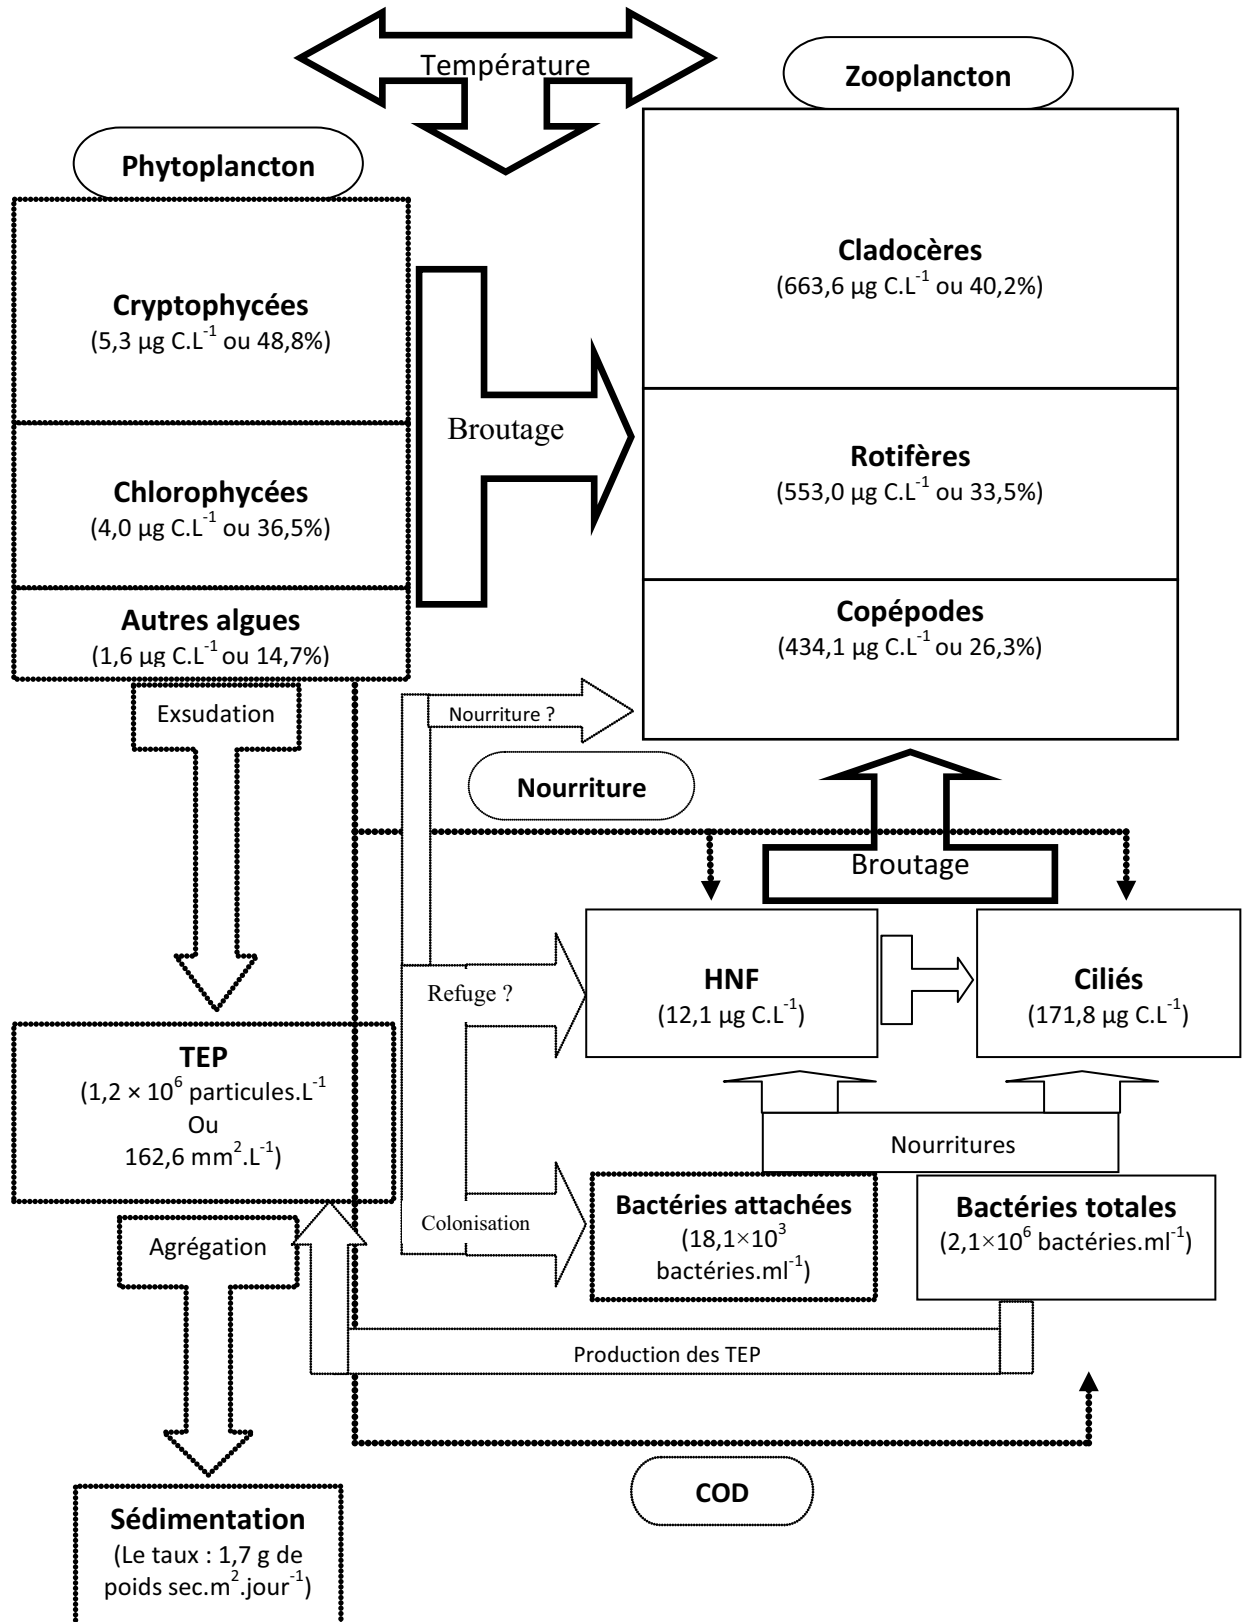 Température
Zooplancton
Phytoplancton
Cladocères
(663,6 µg C.L⁻¹ ou 40,2%)
Cryptophycées
(5,3 µg C.L⁻¹ ou 48,8%)
Broutage
Rotifères
(553,0 µg C.L⁻¹ ou 33,5%)
Chlorophycées
(4,0 µg C.L⁻¹ ou 36,5%)
Autres algues
(1,6 µg C.L⁻¹ ou 14,7%)
Copépodes
(434,1 µg C.L⁻¹ ou 26,3%)
Exsudation
Nourriture ?
Nourriture
Broutage
Refuge ?
HNF
(12,1 µg C.L⁻¹)
Ciliés
(171,8 µg C.L⁻¹)
TEP
(1,2 × 10⁶ particules.L⁻¹
Ou
162,6 mm².L⁻¹)
Nourritures
Agrégation
Colonisation
Bactéries attachées
(18,1×10³
bactéries.ml⁻¹)
Bactéries totales
(2,1×10⁶ bactéries.ml⁻¹)
Production des TEP
COD
Sédimentation
(Le taux : 1,7 g de
poids sec.m².jour⁻¹)